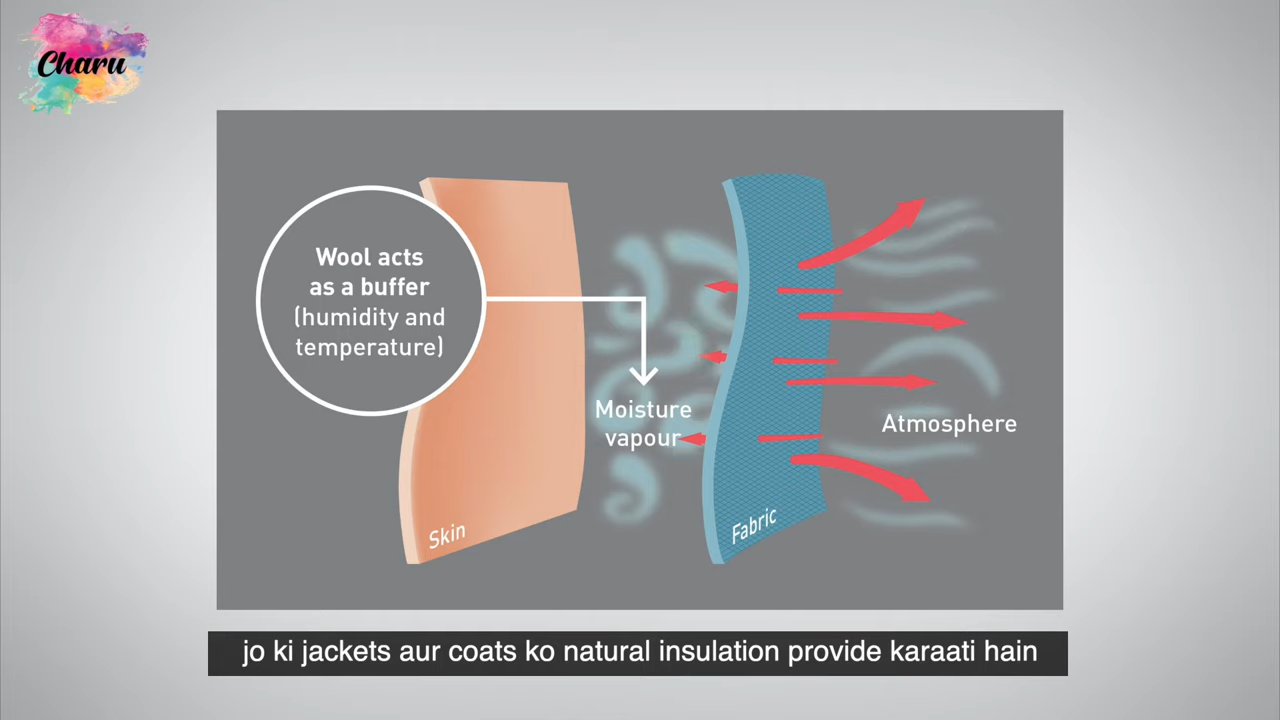 Charu
Wool acts
as a buffer
(humidity and
temperature)
Moisture
vapour
Atmosphere
Skin
Fabric
jo ki jackets aur coats ko natural insulation provide karaati hain